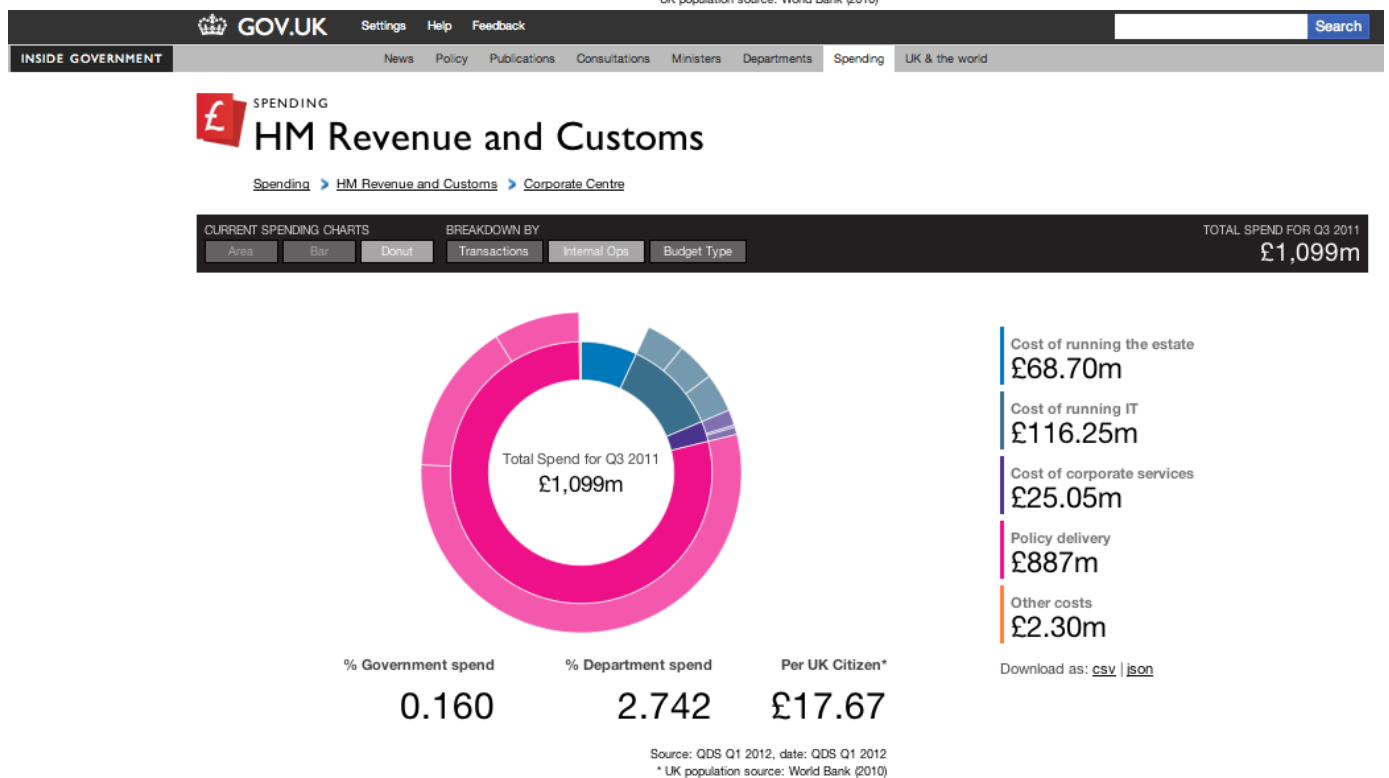 UK population source: World Bank (2010)
GOV.UK Settings Help Feedback Search
INSIDE GOVERNMENT News Policy Publications Consultations Ministers Departments Spending UK & the world
£ SPENDING
HM Revenue and Customs
Spending > HM Revenue and Customs > Corporate Centre
CURRENT SPENDING CHARTS BREAKDOWN BY TOTAL SPEND FOR Q3 2011
Area Bar Donut Transactions Internal Ops Budget Type £1,099m
Total Spend for Q3 2011
£1,099m
Cost of running the estate
£68.70m
Cost of running IT
£116.25m
Cost of corporate services
£25.05m
Policy delivery
£887m
Other costs
£2.30m
Download as: csv | json
% Government spend % Department spend Per UK Citizen*
0.160 2.742 £17.67
Source: QDS Q1 2012, date: QDS Q1 2012
* UK population source: World Bank (2010)